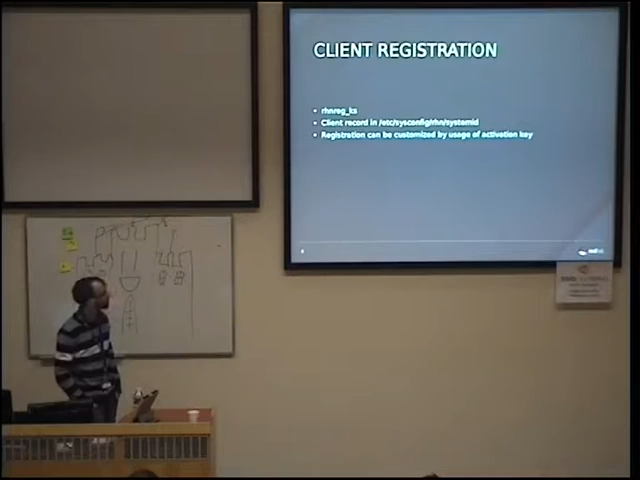 CLIENT REGISTRATION
rhnreg_ks
Client record in /etc/sysconfig/rhn/systemid
Registration can be customized by usage of activation key